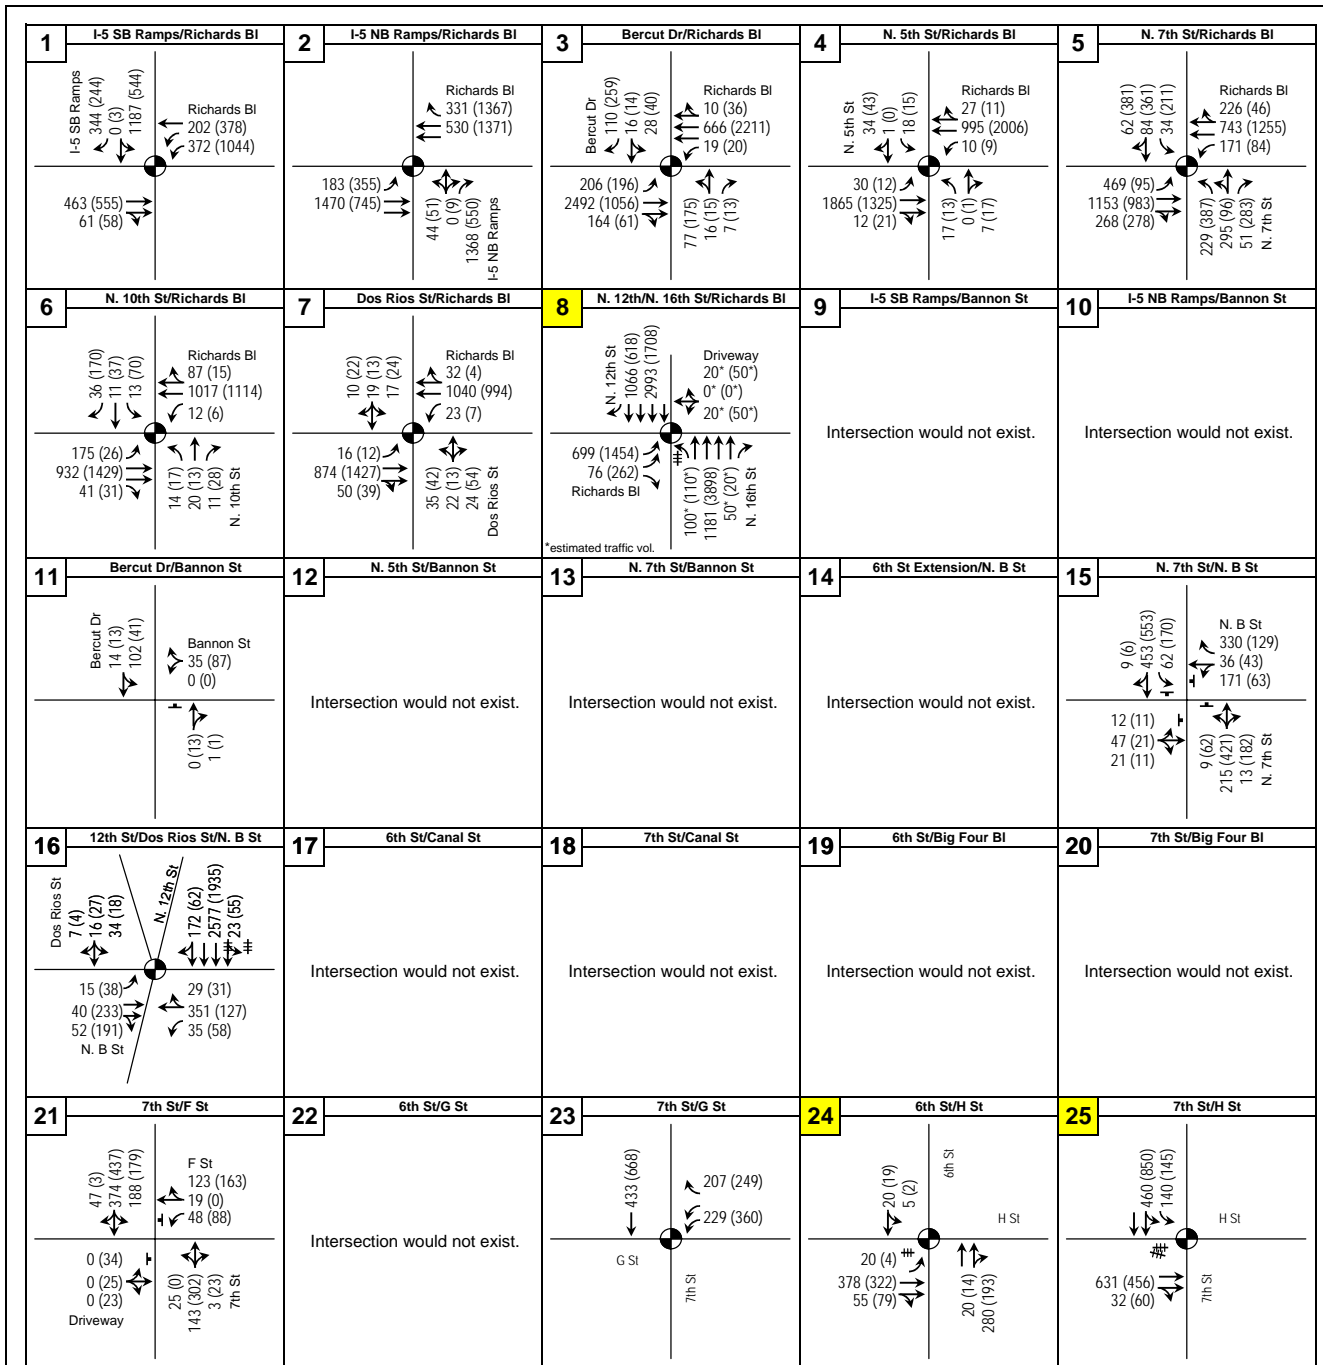 1
I-5 SB Ramps/Richards Bl
I-5 SB Ramps
344 (244)
0 (3)
1187 (544)
Richards Bl
202 (378)
372 (1044)
463 (555)
61 (58)
2
I-5 NB Ramps/Richards Bl
Richards Bl
331 (1367)
530 (1371)
183 (355)
1470 (745)
44 (51)
0 (9)
1368 (550)
I-5 NB Ramps
3
Bercut Dr/Richards Bl
Bercut Dr
110 (259)
16 (14)
28 (40)
Richards Bl
10 (36)
666 (2211)
19 (20)
206 (196)
2492 (1056)
164 (61)
77 (175)
16 (15)
7 (13)
4
N. 5th St/Richards Bl
N. 5th St
34 (43)
1 (0)
18 (15)
Richards Bl
27 (11)
995 (2006)
10 (9)
30 (12)
1865 (1325)
12 (21)
17 (13)
0 (1)
7 (17)
5
N. 7th St/Richards Bl
62 (381)
84 (361)
34 (211)
Richards Bl
226 (46)
743 (1255)
171 (84)
469 (95)
1153 (983)
268 (278)
229 (387)
295 (96)
51 (283)
N. 7th St
6
N. 10th St/Richards Bl
36 (170)
11 (37)
13 (70)
Richards Bl
87 (15)
1017 (1114)
12 (6)
175 (26)
932 (1429)
41 (31)
14 (17)
20 (13)
11 (28)
N. 10th St
7
Dos Rios St/Richards Bl
10 (22)
19 (13)
17 (24)
Richards Bl
32 (4)
1040 (994)
23 (7)
16 (12)
874 (1427)
50 (39)
35 (42)
22 (13)
24 (54)
Dos Rios St
8
N. 12th/N. 16th St/Richards Bl
N. 12th St
1066 (618)
2993 (1708)
Driveway
20* (50*)
0* (0*)
20* (50*)
699 (1454)
76 (262)
Richards Bl
100* (110*)
1181 (3898)
50* (20*)
N. 16th St
*estimated traffic vol.
9
I-5 SB Ramps/Bannon St
Intersection would not exist.
10
I-5 NB Ramps/Bannon St
Intersection would not exist.
11
Bercut Dr/Bannon St
Bercut Dr
14 (13)
102 (41)
Bannon St
35 (87)
0 (0)
0 (13)
1 (1)
12
N. 5th St/Bannon St
Intersection would not exist.
13
N. 7th St/Bannon St
Intersection would not exist.
14
6th St Extension/N. B St
Intersection would not exist.
15
N. 7th St/N. B St
9 (6)
453 (553)
62 (170)
N. B St
330 (129)
36 (43)
171 (63)
12 (11)
47 (21)
21 (11)
9 (62)
215 (421)
13 (182)
N. 7th St
16
12th St/Dos Rios St/N. B St
Dos Rios St
7 (4)
16 (27)
34 (18)
N. 12th St
172 (62)
2577 (1935)
23 (55)
15 (38)
40 (233)
52 (191)
N. B St
29 (31)
351 (127)
35 (58)
17
6th St/Canal St
Intersection would not exist.
18
7th St/Canal St
Intersection would not exist.
19
6th St/Big Four Bl
Intersection would not exist.
20
7th St/Big Four Bl
Intersection would not exist.
21
7th St/F St
47 (3)
374 (437)
188 (179)
F St
123 (163)
19 (0)
48 (88)
0 (34)
0 (25)
0 (23)
Driveway
25 (0)
143 (302)
3 (23)
7th St
22
6th St/G St
Intersection would not exist.
23
7th St/G St
433 (668)
207 (249)
229 (360)
G St
7th St
24
6th St/H St
20 (19)
5 (2)
6th St
H St
20 (4)
378 (322)
55 (79)
20 (14)
280 (193)
25
7th St/H St
460 (850)
140 (145)
H St
631 (456)
32 (60)
7th St